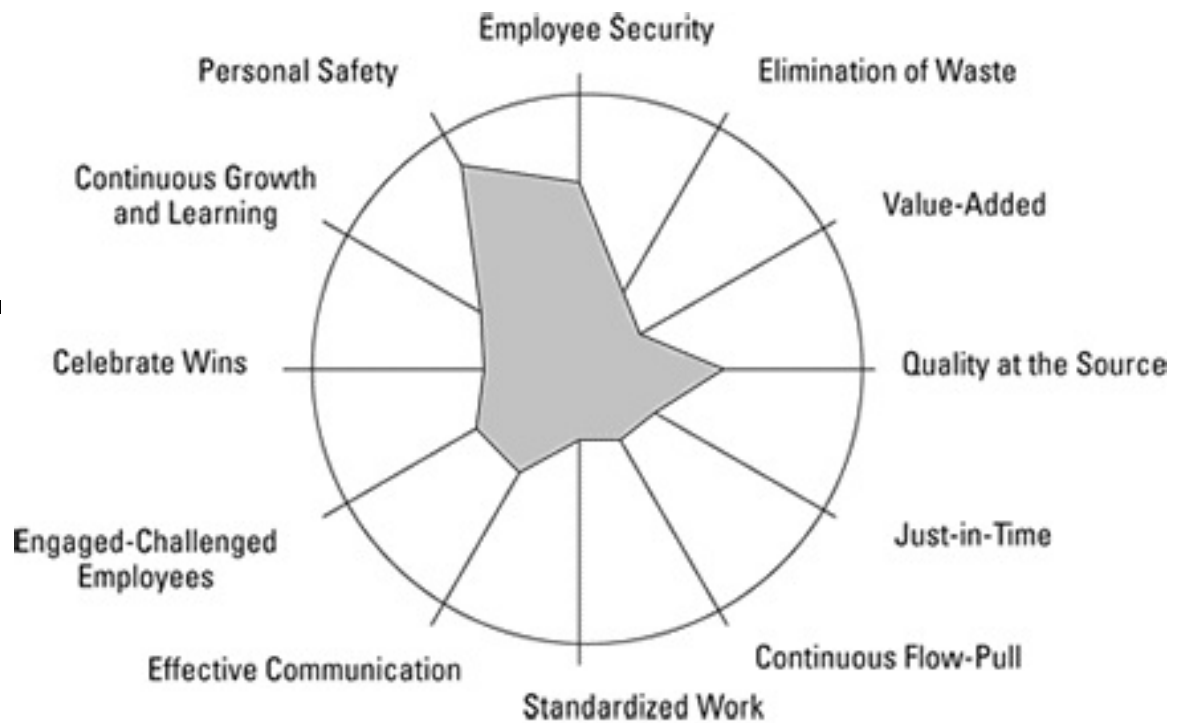 Employee Security
Personal Safety
Elimination of Waste
Continuous Growth
and Learning
Value-Added
Celebrate Wins
Quality at the Source
Engaged-Challenged
Employees
Just-in-Time
Effective Communication
Continuous Flow-Pull
Standardized Work